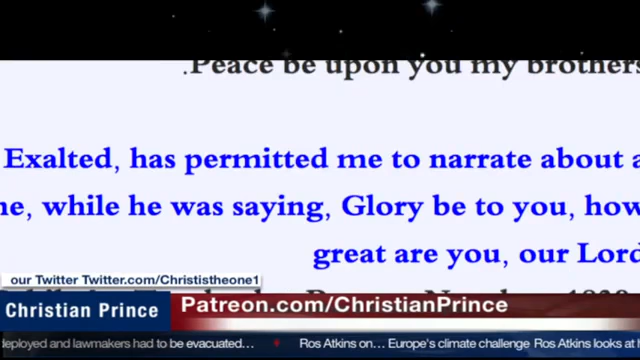 .Peace be upon you my brothers
Exalted, has permitted me to narrate about a
ne, while he was saying, Glory be to you, how
great are you, our Lord
our Twitter Twitter.com/Christistheone1
Christian Prince
Patreon.com/ChristianPrince
deployed and lawmakers had to be evacuated… Ros Atkins on… Europe's climate challenge Ros Atkins looks at